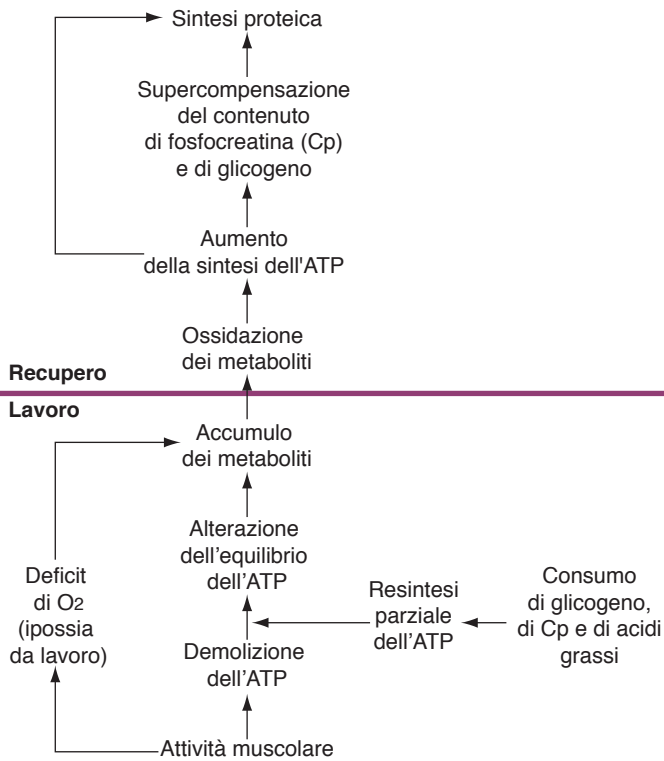 Sintesi proteica
Supercompensazione
del contenuto
di fosfocreatina (Cp)
e di glicogeno
Aumento
della sintesi dell'ATP
Ossidazione
dei metaboliti
Recupero
Lavoro
Accumulo
dei metaboliti
Alterazione
dell’equilibrio
dell’ATP
Deficit
di O2
(ipossia
da lavoro)
Resintesi
parziale
dell’ATP
Consumo
di glicogeno,
di Cp e di acidi
grassi
Demolizione
dell’ATP
Attività muscolare